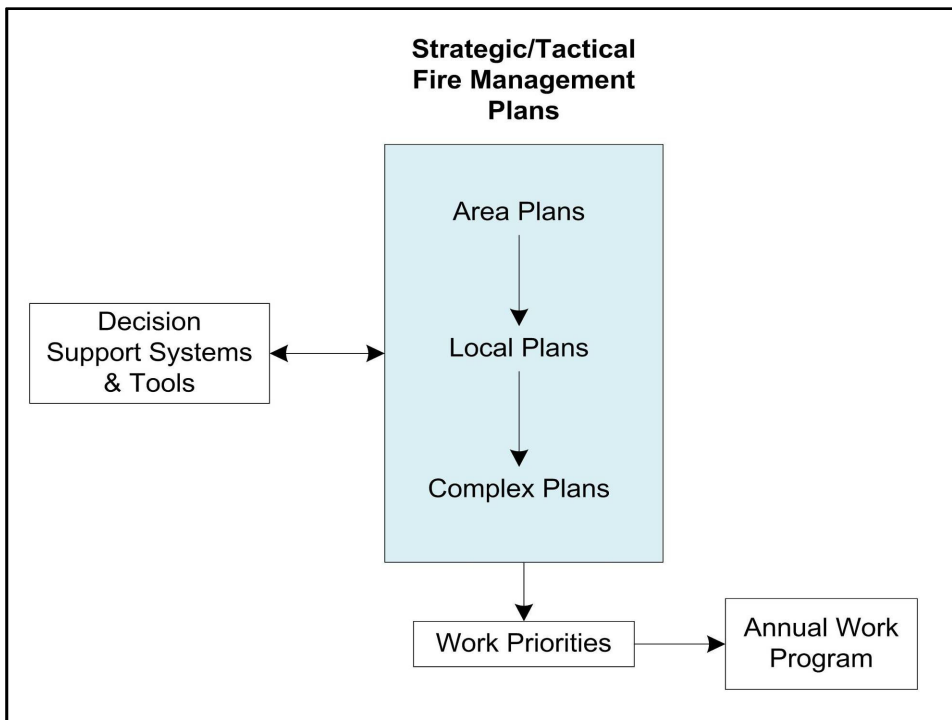 Strategic/Tactical
Fire Management
Plans
Area Plans
Decision
Support Systems
& Tools
Local Plans
Complex Plans
Work Priorities
Annual Work
Program